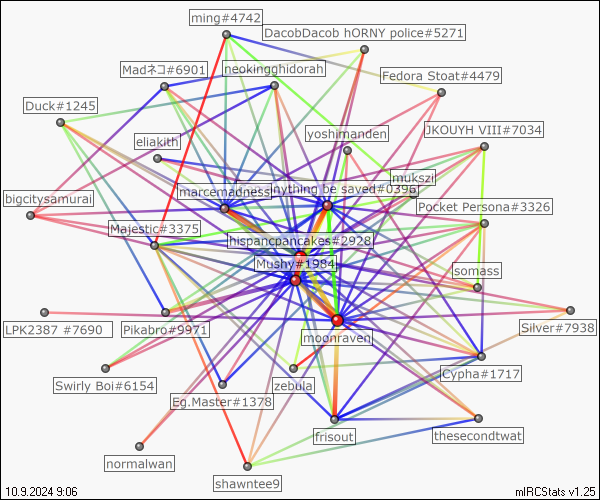 ming#4742
DacobDacob hORNY police#5271
Madネコ#6901
neokingghidorah
Fedora Stoat#4479
Duck#1245
eliakith
yoshimanden
JKOUYH VIII#7034
bigcitysamurai
marcemadness
nything be saved#0396
mukszi
Majestic#3375
Pocket Persona#3326
hispancpancakes#2928
Mushy#1984
somass
LPK2387 #7690
Pikabro#9971
moonraven
Silver#7938
Swirly Boi#6154
Eg.Master#1378
zebula
Cypha#1717
normalwan
frisout
thesecondtwat
shawntee9
10.9.2024 9:06
mIRCStats v1.25